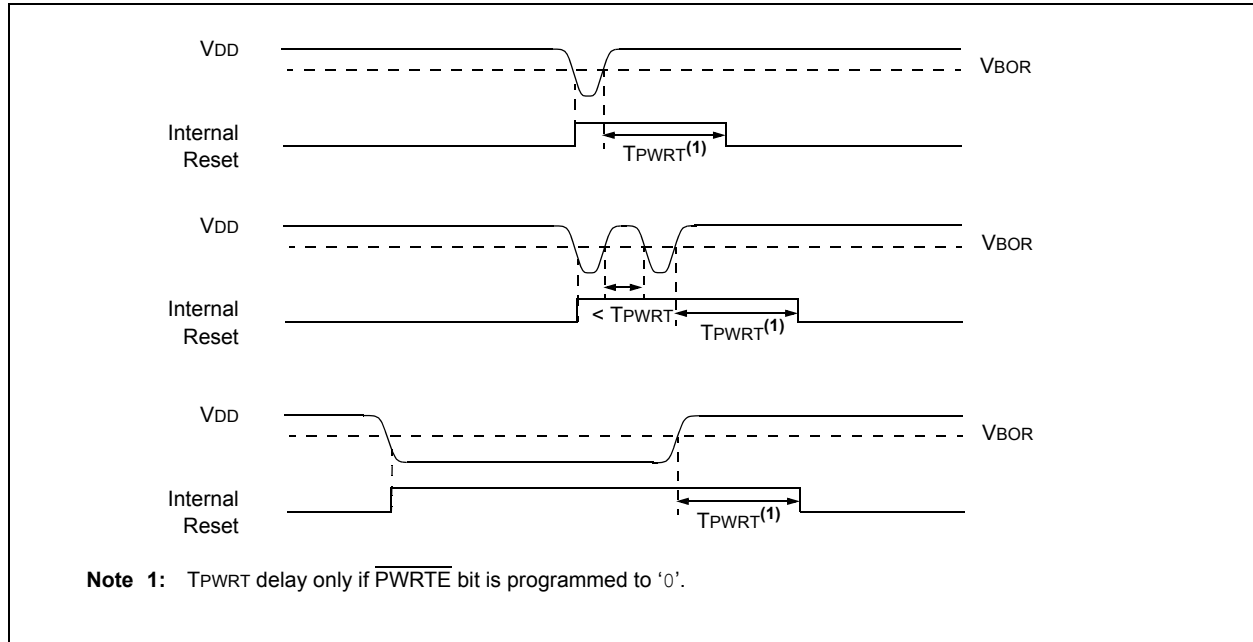 VDD
VBOR
Internal
Reset
TPWRT(1)
VDD
VBOR
Internal
Reset
< TPWRT
TPWRT(1)
VDD
VBOR
Internal
Reset
TPWRT(1)
Note 1: TPWRT delay only if PWRTE bit is programmed to ‘0’.